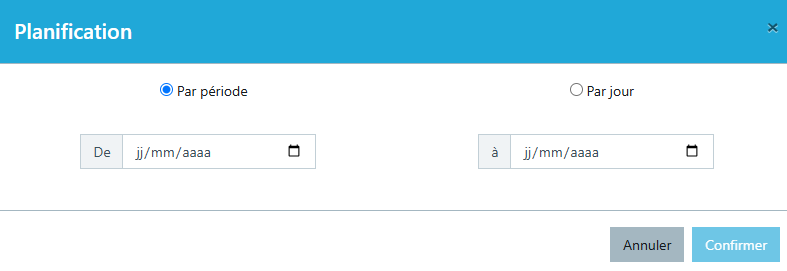 Planification
×
Par période Par jour
De jj/mm/aaaa à jj/mm/aaaa
Annuler Confirmer